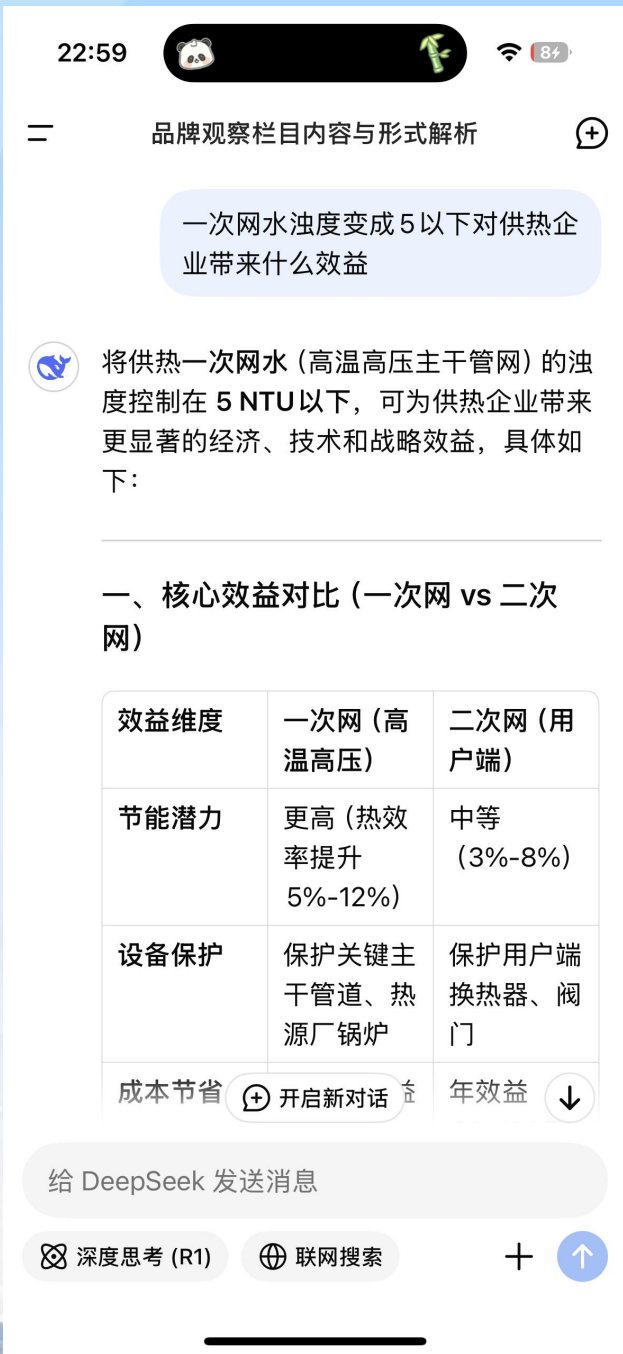 22:59
8
品牌观察栏目内容与形式解析
一次网水浊度变成5以下对供热企
业带来什么效益
将供热一次网水（高温高压主干管网）的浊
度控制在 5 NTU以下，可为供热企业带来
更显著的经济、技术和战略效益，具体如
下：
一、核心效益对比（一次网 vs 二次
网）
效益维度
一次网（高
温高压）
二次网（用
户端）
节能潜力
更高（热效
率提升
5%-12%）
中等
（3%-8%）
设备保护
保护关键主
干管道、热
源厂锅炉
保护用户端
换热器、阀
门
成本节省
益
年效益
开启新对话
给 DeepSeek 发送消息
深度思考 (R1)
联网搜索